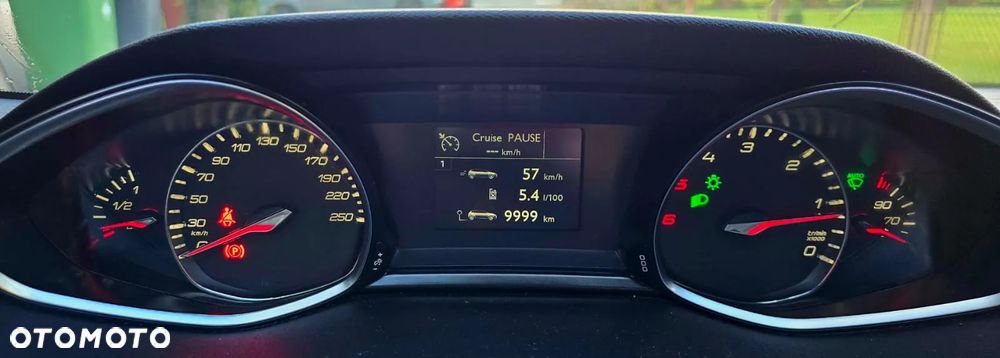 Cruise PAUSE
--- km/h
1
57 km/h
5.4 l/100
9999 km
1
1/2
30
50
70
90
110
130
150
170
190
220
250
km/h
P
6
5
4
3
2
1
0
tr/min
x1000
AUTO
90
70
OTOMOTO